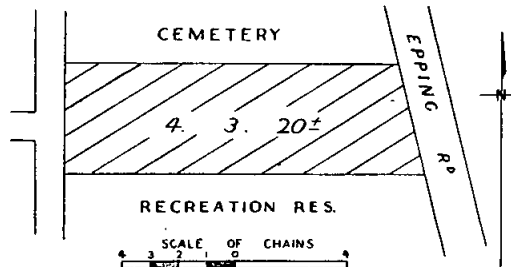 CEMETERY
EPPING RD
4. 3. 20±
N
RECREATION RES.
SCALE OF CHAINS
4 3 2 1 0 4